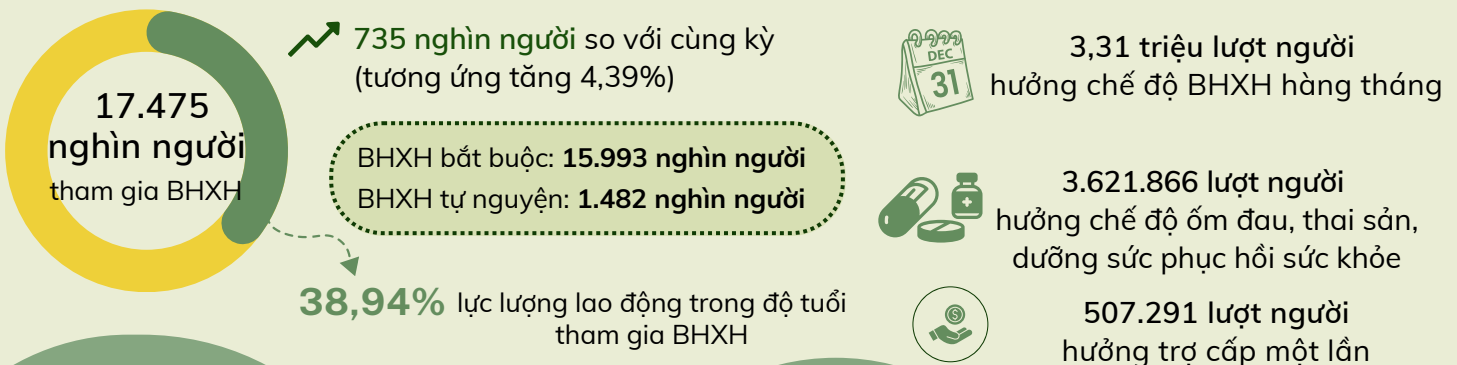 17.475
nghìn người
tham gia BHXH
735 nghìn người so với cùng kỳ
(tương ứng tăng 4,39%)
BHXH bắt buộc: 15.993 nghìn người
BHXH tự nguyện: 1.482 nghìn người
38,94% lực lượng lao động trong độ tuổi
tham gia BHXH
DEC
31
3,31 triệu lượt người
hưởng chế độ BHXH hàng tháng
3.621.866 lượt người
hưởng chế độ ốm đau, thai sản,
dưỡng sức phục hồi sức khỏe
507.291 lượt người
hưởng trợ cấp một lần